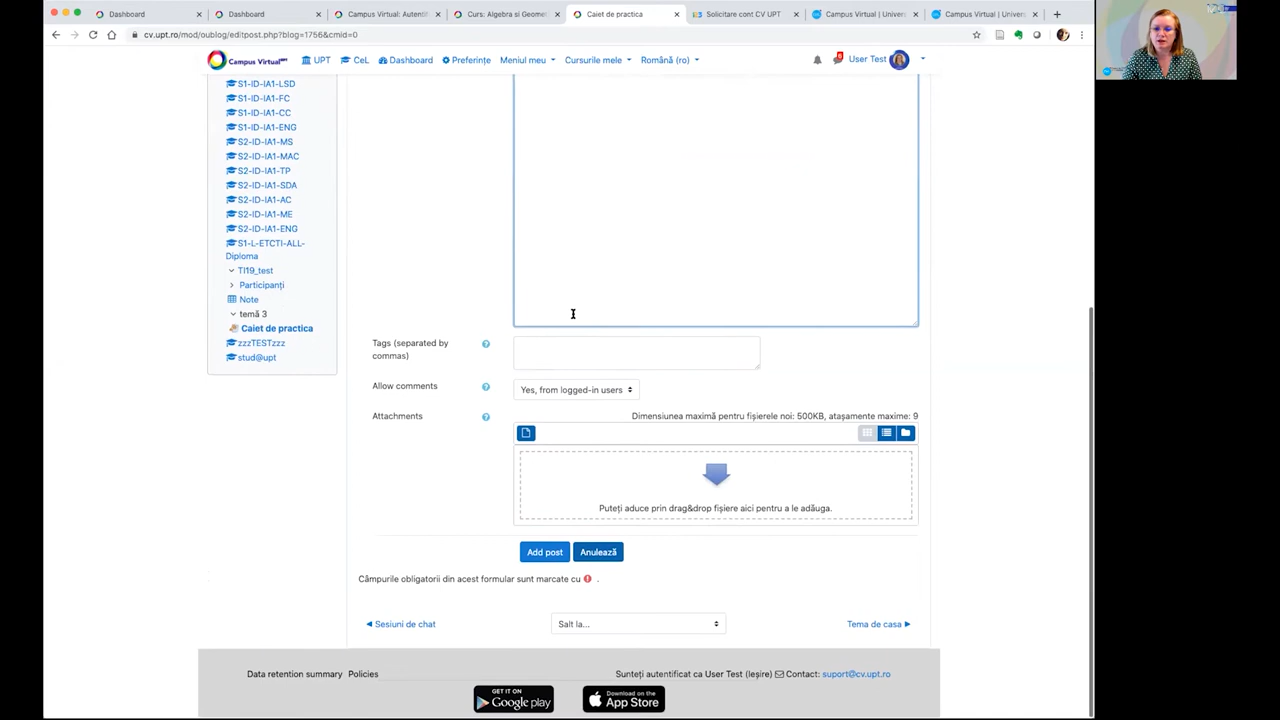 Dashboard
Dashboard
Campus Virtual: Autentifi
Curs: Algebra si Geomet
Caiet de practica
Solicitare cont CV UPT
Campus Virtual | Univers
Campus Virtual | Univers
cv.upt.ro/mod/oublog/editpost.php?blog=1756&cmid=0
Campus Virtual UPT
UPT
CeL
Dashboard
Preferințe
Meniul meu
Cursurile mele
Română (ro)
User Test
S1-ID-IA1-LSD
S1-ID-IA1-FC
S1-ID-IA1-CC
S1-ID-IA1-ENG
S2-ID-IA1-MS
S2-ID-IA1-MAC
S2-ID-IA1-TP
S2-ID-IA1-SDA
S2-ID-IA1-AC
S2-ID-IA1-ME
S2-ID-IA1-ENG
S1-L-ETCTI-ALL-
Diploma
TI19_test
Participanți
Note
temă 3
Caiet de practica
zzzTESTzzz
stud@upt
Tags (separated by
commas)
Allow comments
Yes, from logged-in users
Attachments
Dimensiunea maximă pentru fișierele noi: 500KB, atașamente maxime: 9
Puteți aduce prin drag&drop fișiere aici pentru a le adăuga.
Add post
Anulează
Câmpurile obligatorii din acest formular sunt marcate cu .
◀ Sesiuni de chat
Salt la...
Tema de casa ▶
Data retention summary Policies
Sunteți autentificat ca User Test (Ieșire) Contact: suport@cv.upt.ro
GET IT ON
Google play
Download on the
App Store